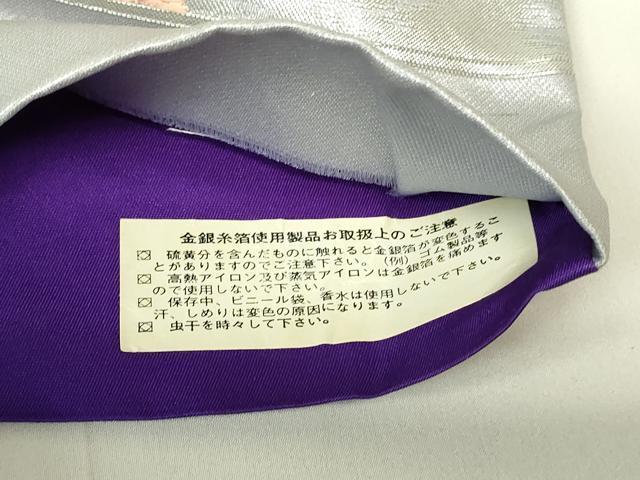 金銀糸箔使用製品お取扱上のご注意
硫黄分を含んだものに触れると金銀箔が変色するこ
とがありますのでご注意下さい。（例）ゴム製品等
高熱アイロン及び蒸気アイロンは金銀箔を痛めます
ので使用しないで下さい。
保存中、ビニール袋、香水は使用しないで下さい。
汗、しめりは変色の原因になります。
虫干を時々して下さい。